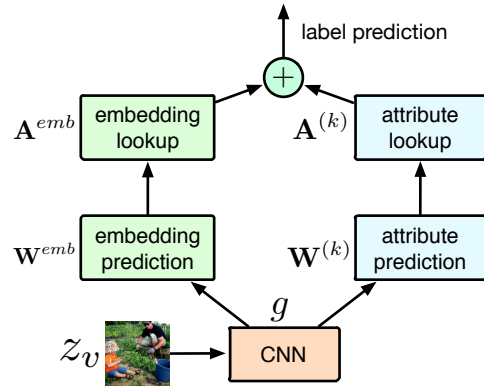 label prediction
+
A^{emb}
embedding
lookup
A^{(k)}
attribute
lookup
W^{emb}
embedding
prediction
W^{(k)}
attribute
prediction
g
z_v
CNN